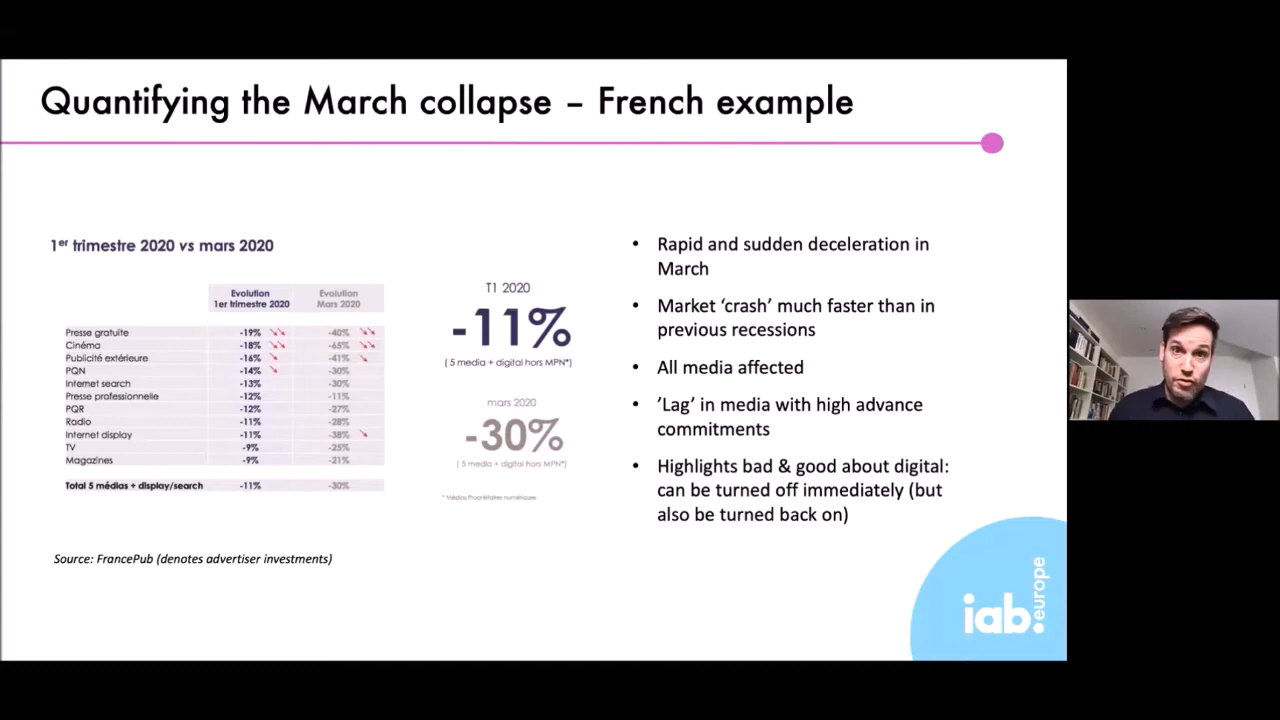 Quantifying the March collapse – French example
1er trimestre 2020 vs mars 2020
Evolution
1er trimestre 2020
Evolution
Mars 2020
Presse gratuite -19% -40%
Cinéma -18% -65%
Publicité extérieure -16% -41%
PQN -14% -30%
Internet search -13% -30%
Presse professionnelle -12% -11%
PQR -12% -27%
Radio -11% -28%
Internet display -11% -38%
TV -9% -25%
Magazines -9% -21%
Total 5 médias + display/search -11% -30%
T1 2020
-11%
( 5 media + digital hors MPN*)
mars 2020
-30%
( 5 media + digital hors MPN*)
* Médias Propriétaires numériques
Source: FrancePub (denotes advertiser investments)
• Rapid and sudden deceleration in
March
• Market ‘crash’ much faster than in
previous recessions
• All media affected
• ’Lag’ in media with high advance
commitments
• Highlights bad & good about digital:
can be turned off immediately (but
also be turned back on)
iab.
europe